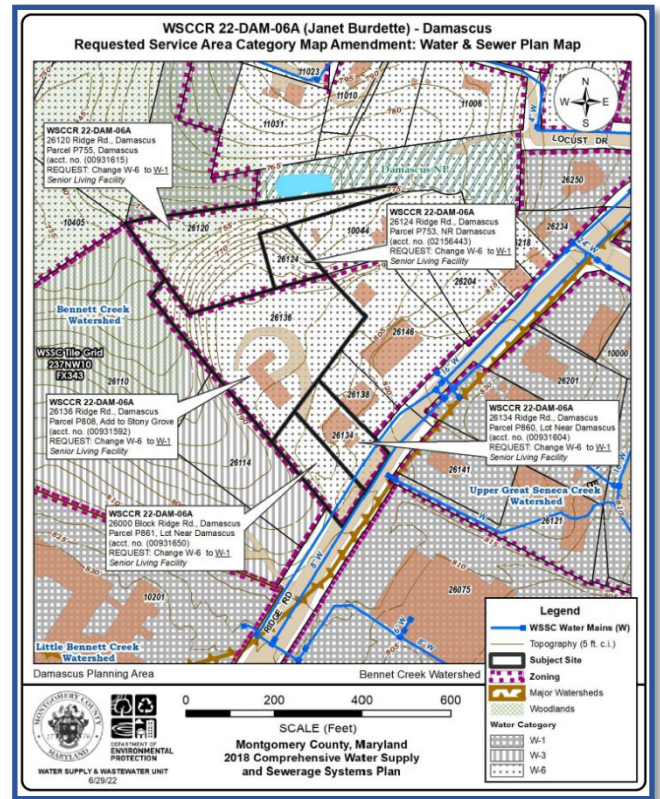 WSCCR 22-DAM-06A (Janet Burdette) - Damascus
Requested Service Area Category Map Amendment: Water & Sewer Plan Map
WSCCR 22-DAM-06A
26120 Ridge Rd., Damascus
Parcel P755, Damascus
(acct. no. (00931615)
REQUEST: Change W-6 to W-1
Senior Living Facility
11023
11010
11006
11031
N
W
E
S
LOCUST DR
Damascus NP
26250
26234
10405
26120
10044
26124
WSCCR 22-DAM-06A
26124 Ridge Rd., Damascus
Parcel P753, NR Damascus
(acct. no. (02156443)
REQUEST: Change W-6 to W-1
Senior Living Facility
26204
26136
26146
Bennett Creek
Watershed
WSSC Tile Grid
237NW10
FX343
26110
26138
26134
26201
10000
WSCCR 22-DAM-06A
26136 Ridge Rd., Damascus
Parcel P808, Add to Stony Grove
(acct. no. (00931592)
REQUEST: Change W-6 to W-1
Senior Living Facility
WSCCR 22-DAM-06A
26134 Ridge Rd., Damascus
Parcel P860, Lot Near Damascus
(acct. no. (00931604)
REQUEST: Change W-6 to W-1
Senior Living Facility
26114
26141
Upper Great Seneca Creek
Watershed
26121
WSCCR 22-DAM-06A
26000 Block Ridge Rd., Damascus
Parcel P861, Lot Near Damascus
(acct. no. (00931650)
REQUEST: Change W-6 to W-1
Senior Living Facility
8" W
RIDGE RD
10201
26075
Little Bennett Creek
Watershed
Damascus Planning Area
Bennet Creek Watershed
Legend
WSSC Water Mains (W)
Topography (5 ft. c.i.)
Subject Site
Zoning
Major Watersheds
Woodlands
Water Category
W-1
W-3
W-6
MONTGOMERY COUNTY
MARYLAND
DEPARTMENT OF
ENVIRONMENTAL
PROTECTION
WATER SUPPLY & WASTEWATER UNIT
6/29/22
0 200 400 600
SCALE (Feet)
Montgomery County, Maryland
2018 Comprehensive Water Supply
and Sewerage Systems Plan